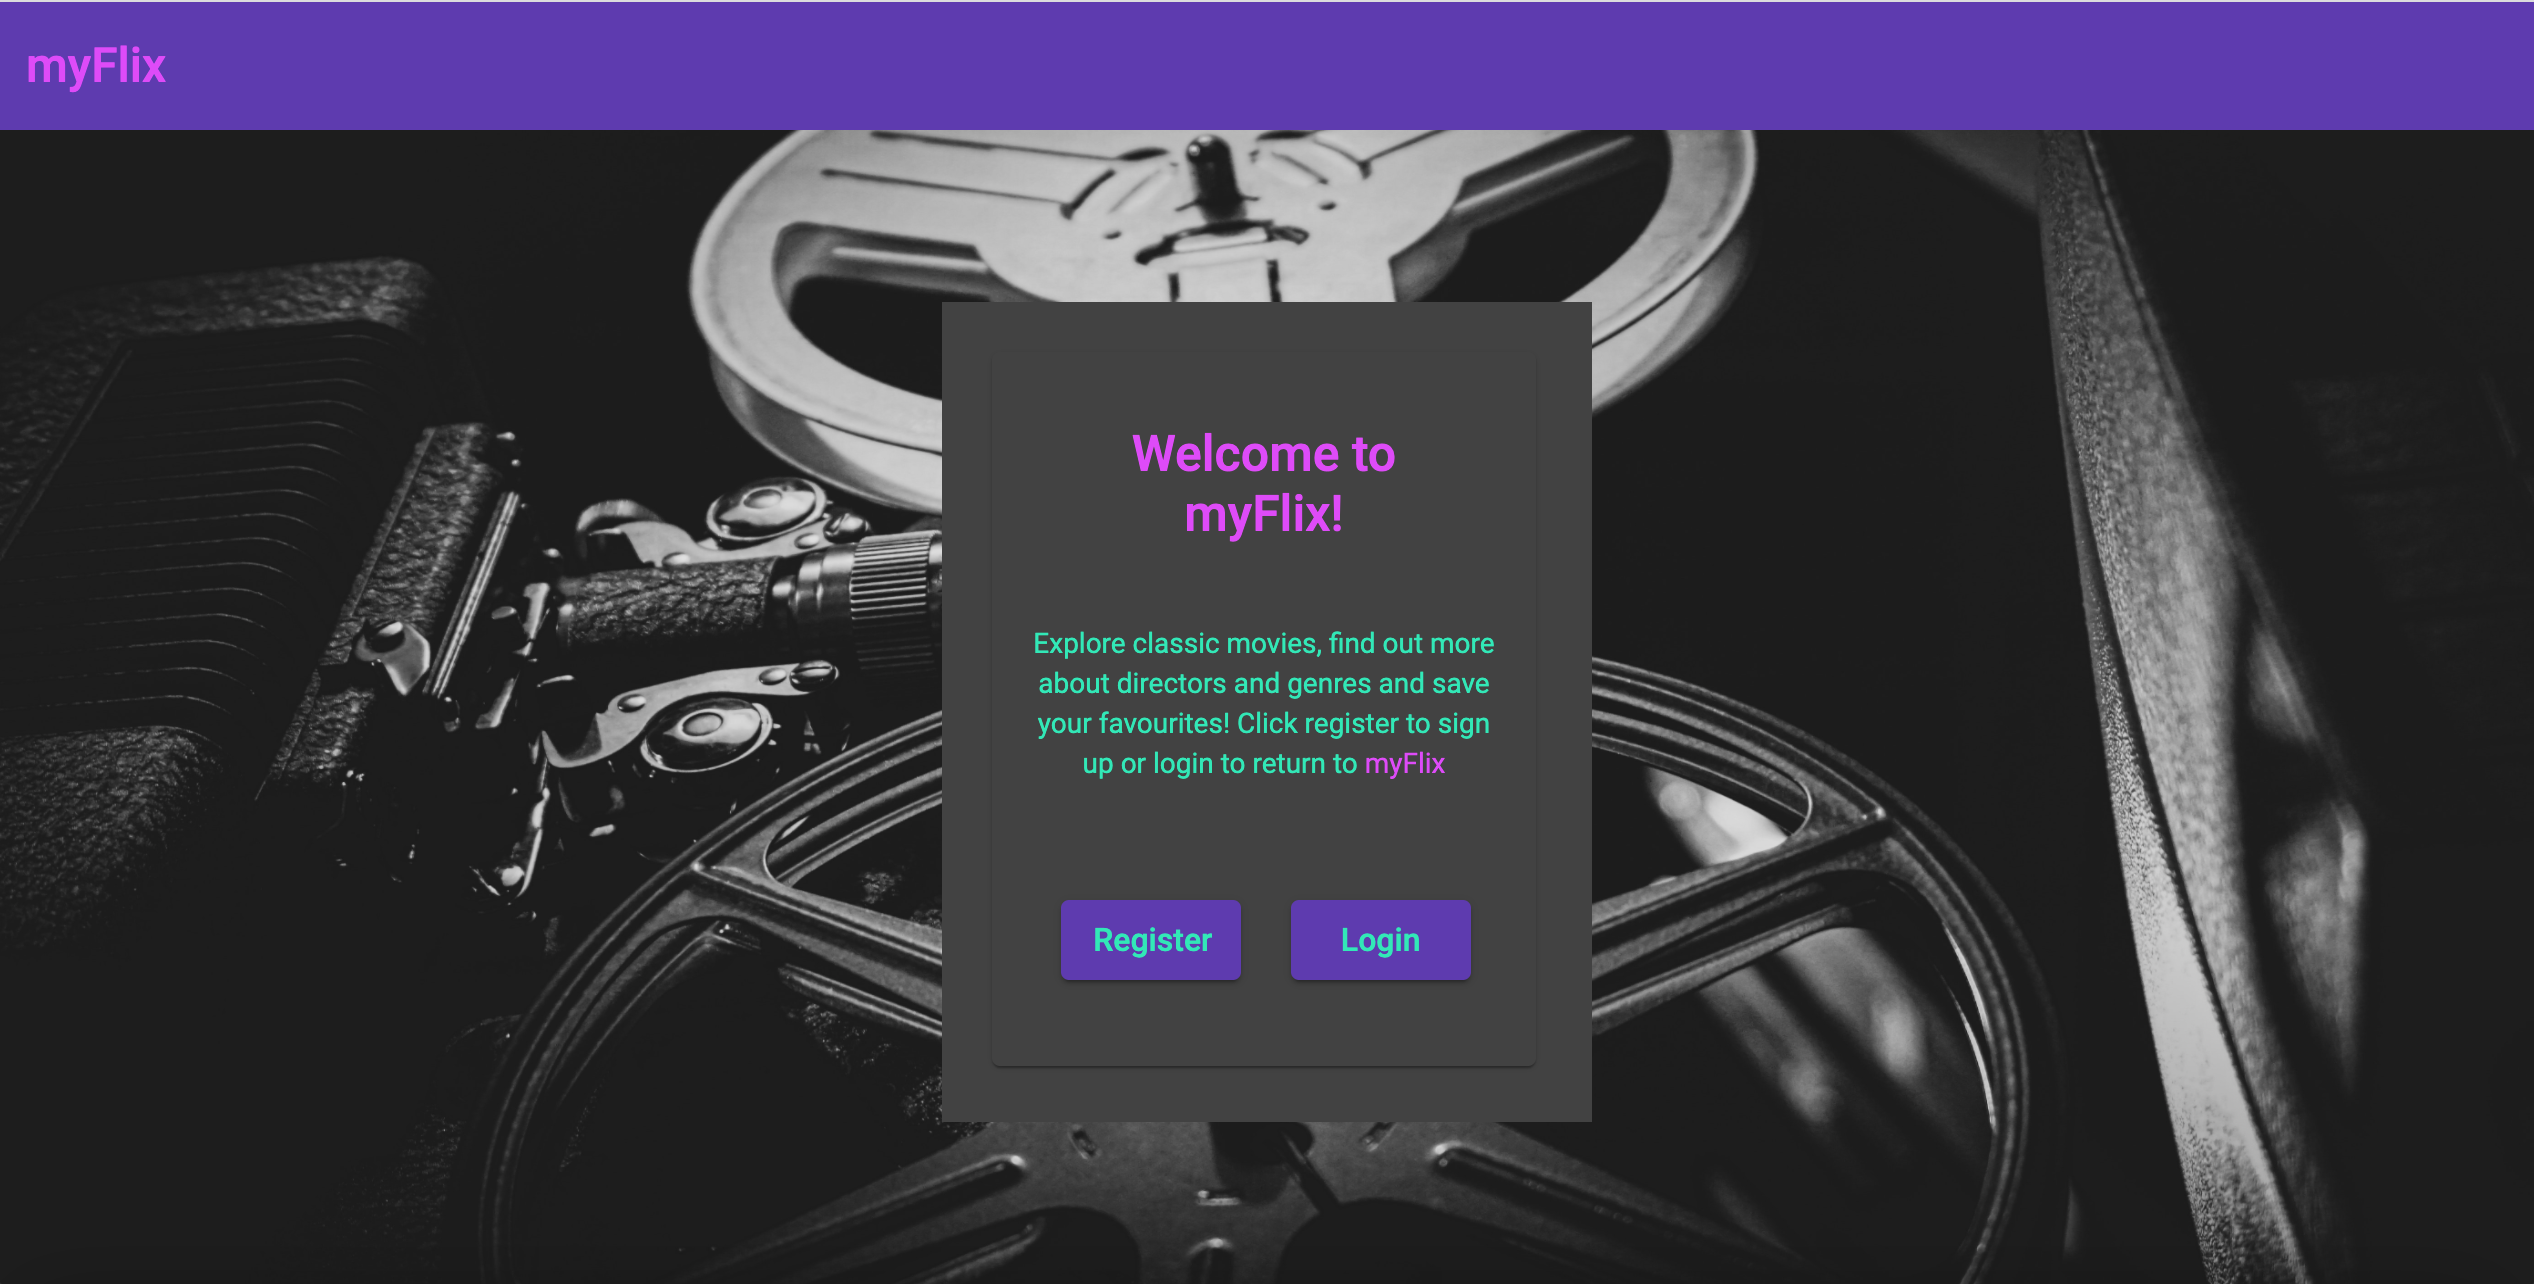 myFlix
Welcome to
myFlix!
Explore classic movies, find out more
about directors and genres and save
your favourites! Click register to sign
up or login to return to myFlix
Register
Login